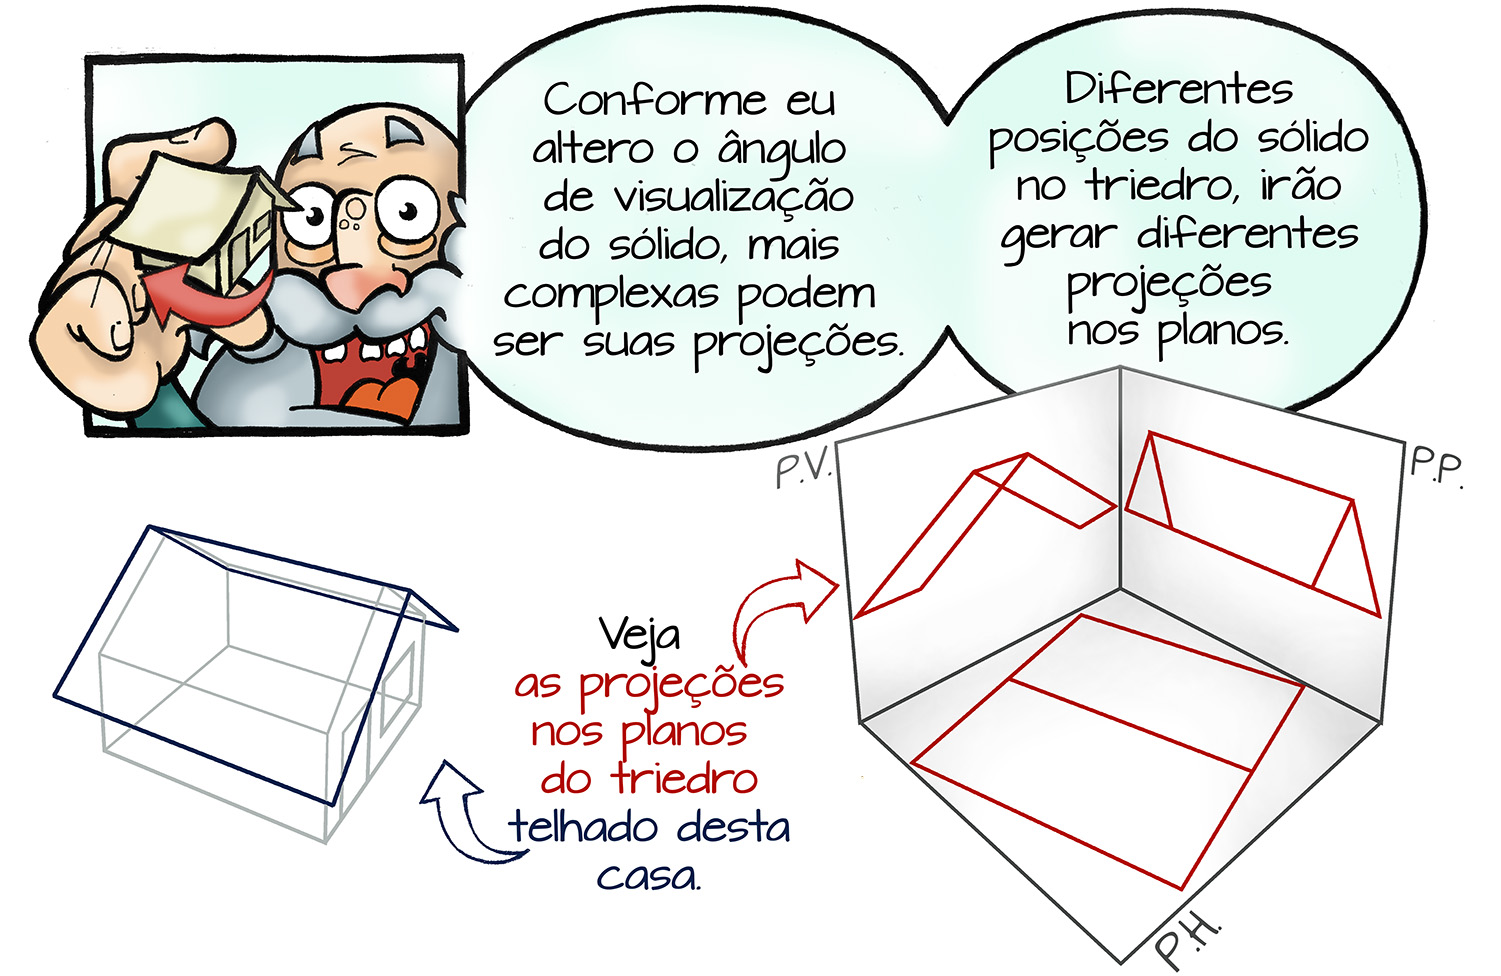 Conforme eu
altero o ângulo
de visualização
do sólido, mais
complexas podem
ser suas projeções.
Diferentes
posições do sólido
no triedro, irão
gerar diferentes
projeções
nos planos.
P.V.
P.P.
Veja
as projeções
nos planos
do triedro
telhado desta
casa.
P.H.